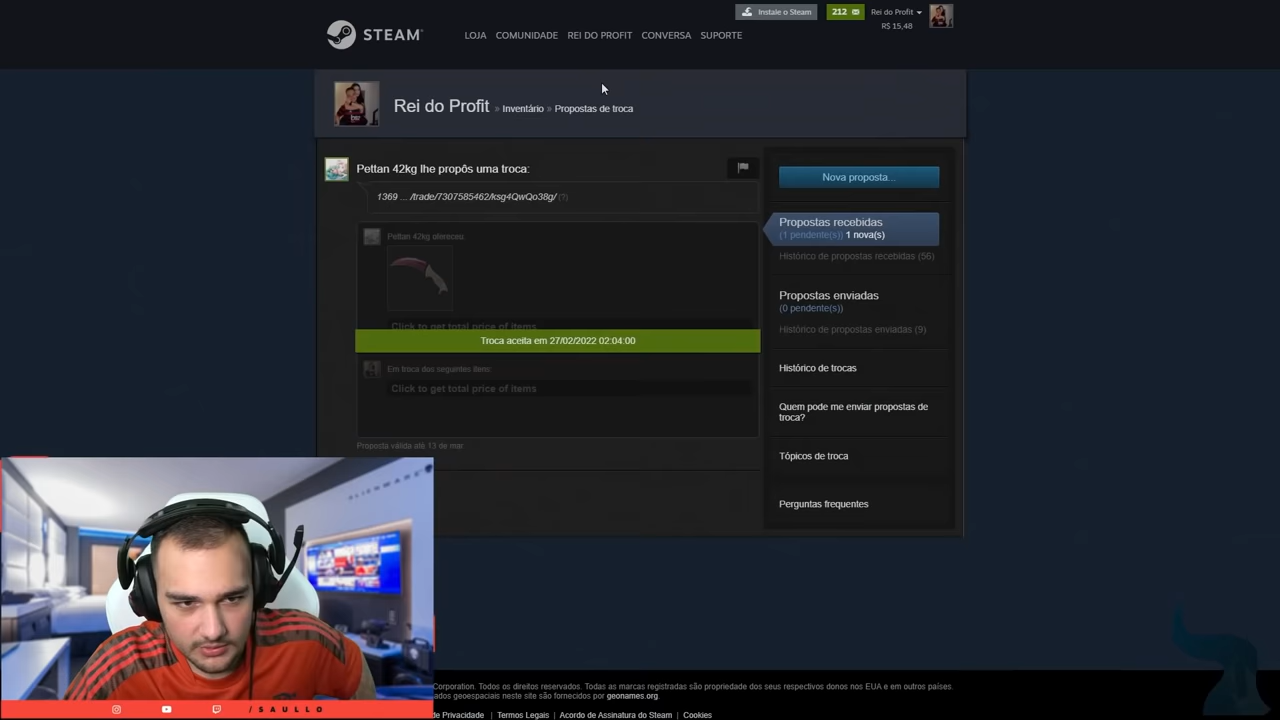 Instale o Steam
212
Rei do Profit
R$ 15,48
STEAM
LOJA COMUNIDADE REI DO PROFIT CONVERSA SUPORTE
Rei do Profit » Inventário » Propostas de troca
Pettan 42kg lhe propôs uma troca:
1369 ... /trade/7307585462/ksg4QwQo38g/ (?)
Pettan 42kg ofereceu:
Click to get total price of items
Troca aceita em 27/02/2022 02:04:00
Em troca dos seguintes itens:
Click to get total price of items
Proposta válida até 13 de mar
Nova proposta...
Propostas recebidas
(1 pendente(s)) 1 nova(s)
Histórico de propostas recebidas (56)
Propostas enviadas
(0 pendente(s))
Histórico de propostas enviadas (9)
Histórico de trocas
Quem pode me enviar propostas de
troca?
Tópicos de troca
Perguntas frequentes
Corporation. Todos os direitos reservados. Todas as marcas registradas são propriedade dos seus respectivos donos nos EUA e em outros países.
ados geoespaciais neste site são fornecidos por geonames.org.
de Privacidade | Termos Legais | Acordo de Assinatura do Steam | Cookies
/SAULLO